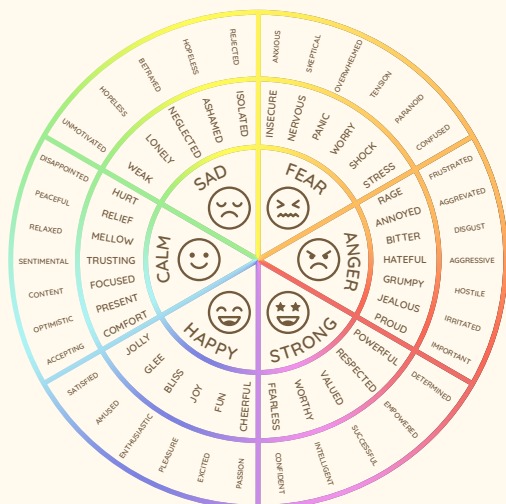 SAD
FEAR
ANGER
STRONG
HAPPY
CALM
WEAK
LONELY
NEGLECTED
ASHAMED
ISOLATED
INSECURE
NERVOUS
PANIC
WORRY
SHOCK
STRESS
RAGE
ANNOYED
BITTER
HATEFUL
GRUMPY
JEALOUS
PROUD
POWERFUL
RESPECTED
VALUED
WORTHY
FEARLESS
CHEERFUL
FUN
JOY
BLISS
GLEE
JOLLY
COMFORT
PRESENT
FOCUSED
TRUSTING
MELLOW
RELIEF
HURT
UNMOTIVATED
HOPELESS
BETRAYED
HOPELESS
REJECTED
ANXIOUS
SKEPTICAL
OVERWHELMED
TENSION
PARANOID
CONFUSED
FRUSTRATED
AGGREVATED
DISGUST
AGGRESSIVE
HOSTILE
IRRITATED
IMPORTANT
DETERMINED
EMPOWERED
SUCCESSFUL
INTELLIGENT
CONFIDENT
PASSION
EXCITED
PLEASURE
ENTHUSIASTIC
AMUSED
SATISFIED
ACCEPTING
OPTIMISTIC
CONTENT
SENTIMENTAL
RELAXED
PEACEFUL
DISAPPOINTED